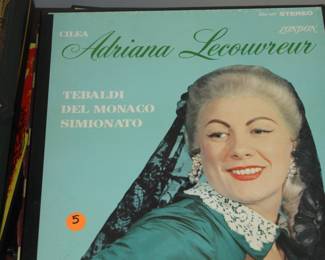 CILEA
STEREO
LONDON
Adriana Lecouvreur
TEBALDI
DEL MONACO
SIMIONATO
5